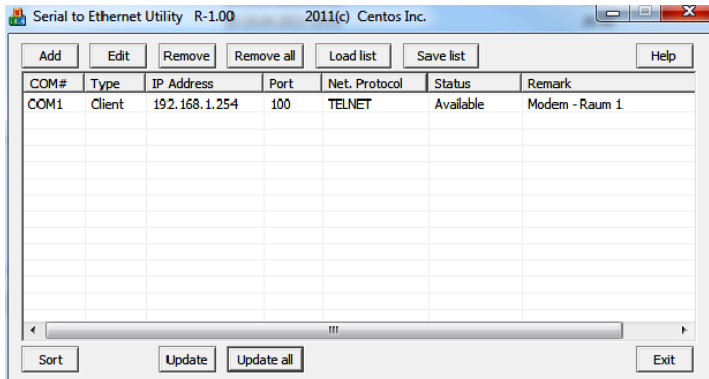 Serial to Ethernet Utility R-1.00 2011(c) Centos Inc.
Add Edit Remove Remove all Load list Save list Help
COM# Type IP Address Port Net. Protocol Status Remark
COM1 Client 192.168.1.254 100 TELNET Available Modem - Raum 1
Sort Update Update all Exit